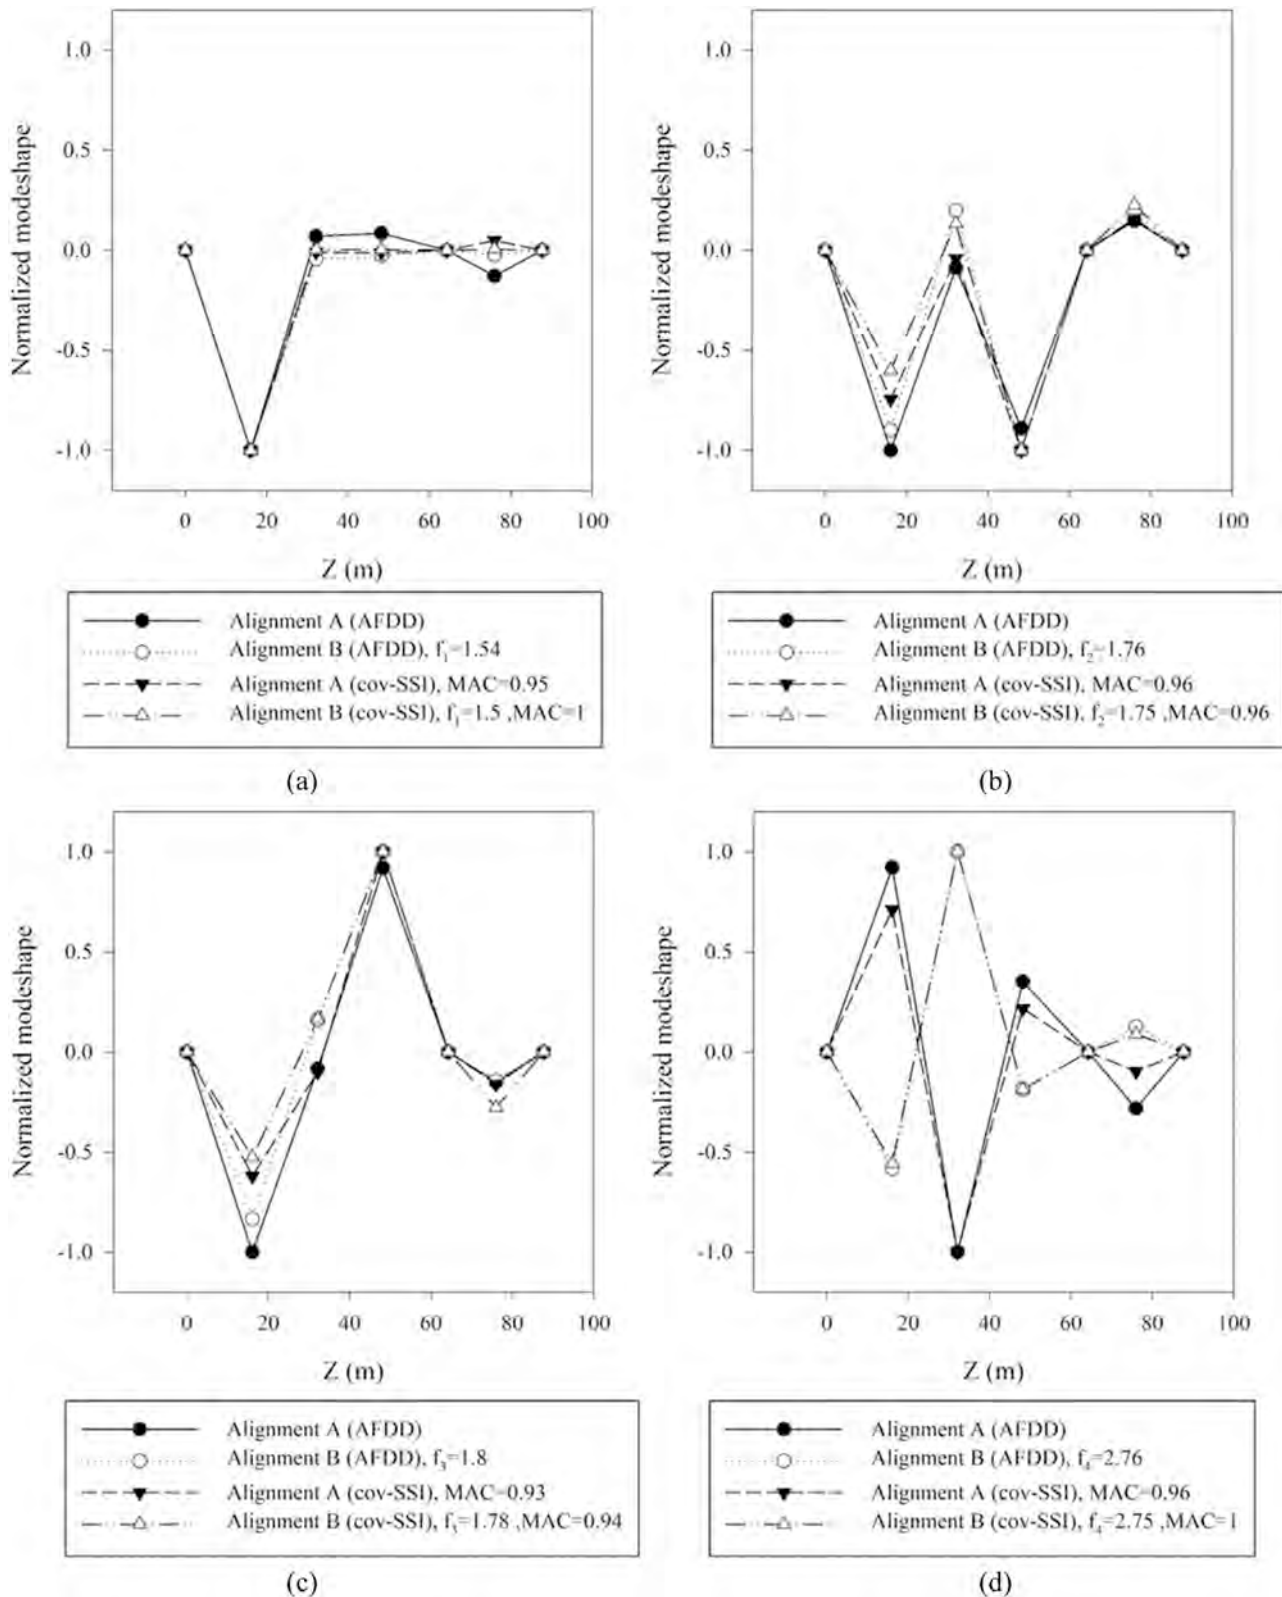 1.0
0.5
0.0
-0.5
-1.0
Normalized modeshape
0 20 40 60 80 100
Z (m)
Alignment A (AFDD)
Alignment B (AFDD), f1=1.54
Alignment A (cov-SSI), MAC=0.95
Alignment B (cov-SSI), f1=1.5 ,MAC=1
(a)
1.0
0.5
0.0
-0.5
-1.0
Normalized modeshape
0 20 40 60 80 100
Z (m)
Alignment A (AFDD)
Alignment B (AFDD), f2=1.76
Alignment A (cov-SSI), MAC=0.96
Alignment B (cov-SSI), f2=1.75 ,MAC=0.96
(b)
1.0
0.5
0.0
-0.5
-1.0
Normalized modeshape
0 20 40 60 80 100
Z (m)
Alignment A (AFDD)
Alignment B (AFDD), f3=1.8
Alignment A (cov-SSI), MAC=0.93
Alignment B (cov-SSI), f3=1.78 ,MAC=0.94
(c)
1.0
0.5
0.0
-0.5
-1.0
Normalized modeshape
0 20 40 60 80 100
Z (m)
Alignment A (AFDD)
Alignment B (AFDD), f4=2.76
Alignment A (cov-SSI), MAC=0.96
Alignment B (cov-SSI), f4=2.75 ,MAC=1
(d)